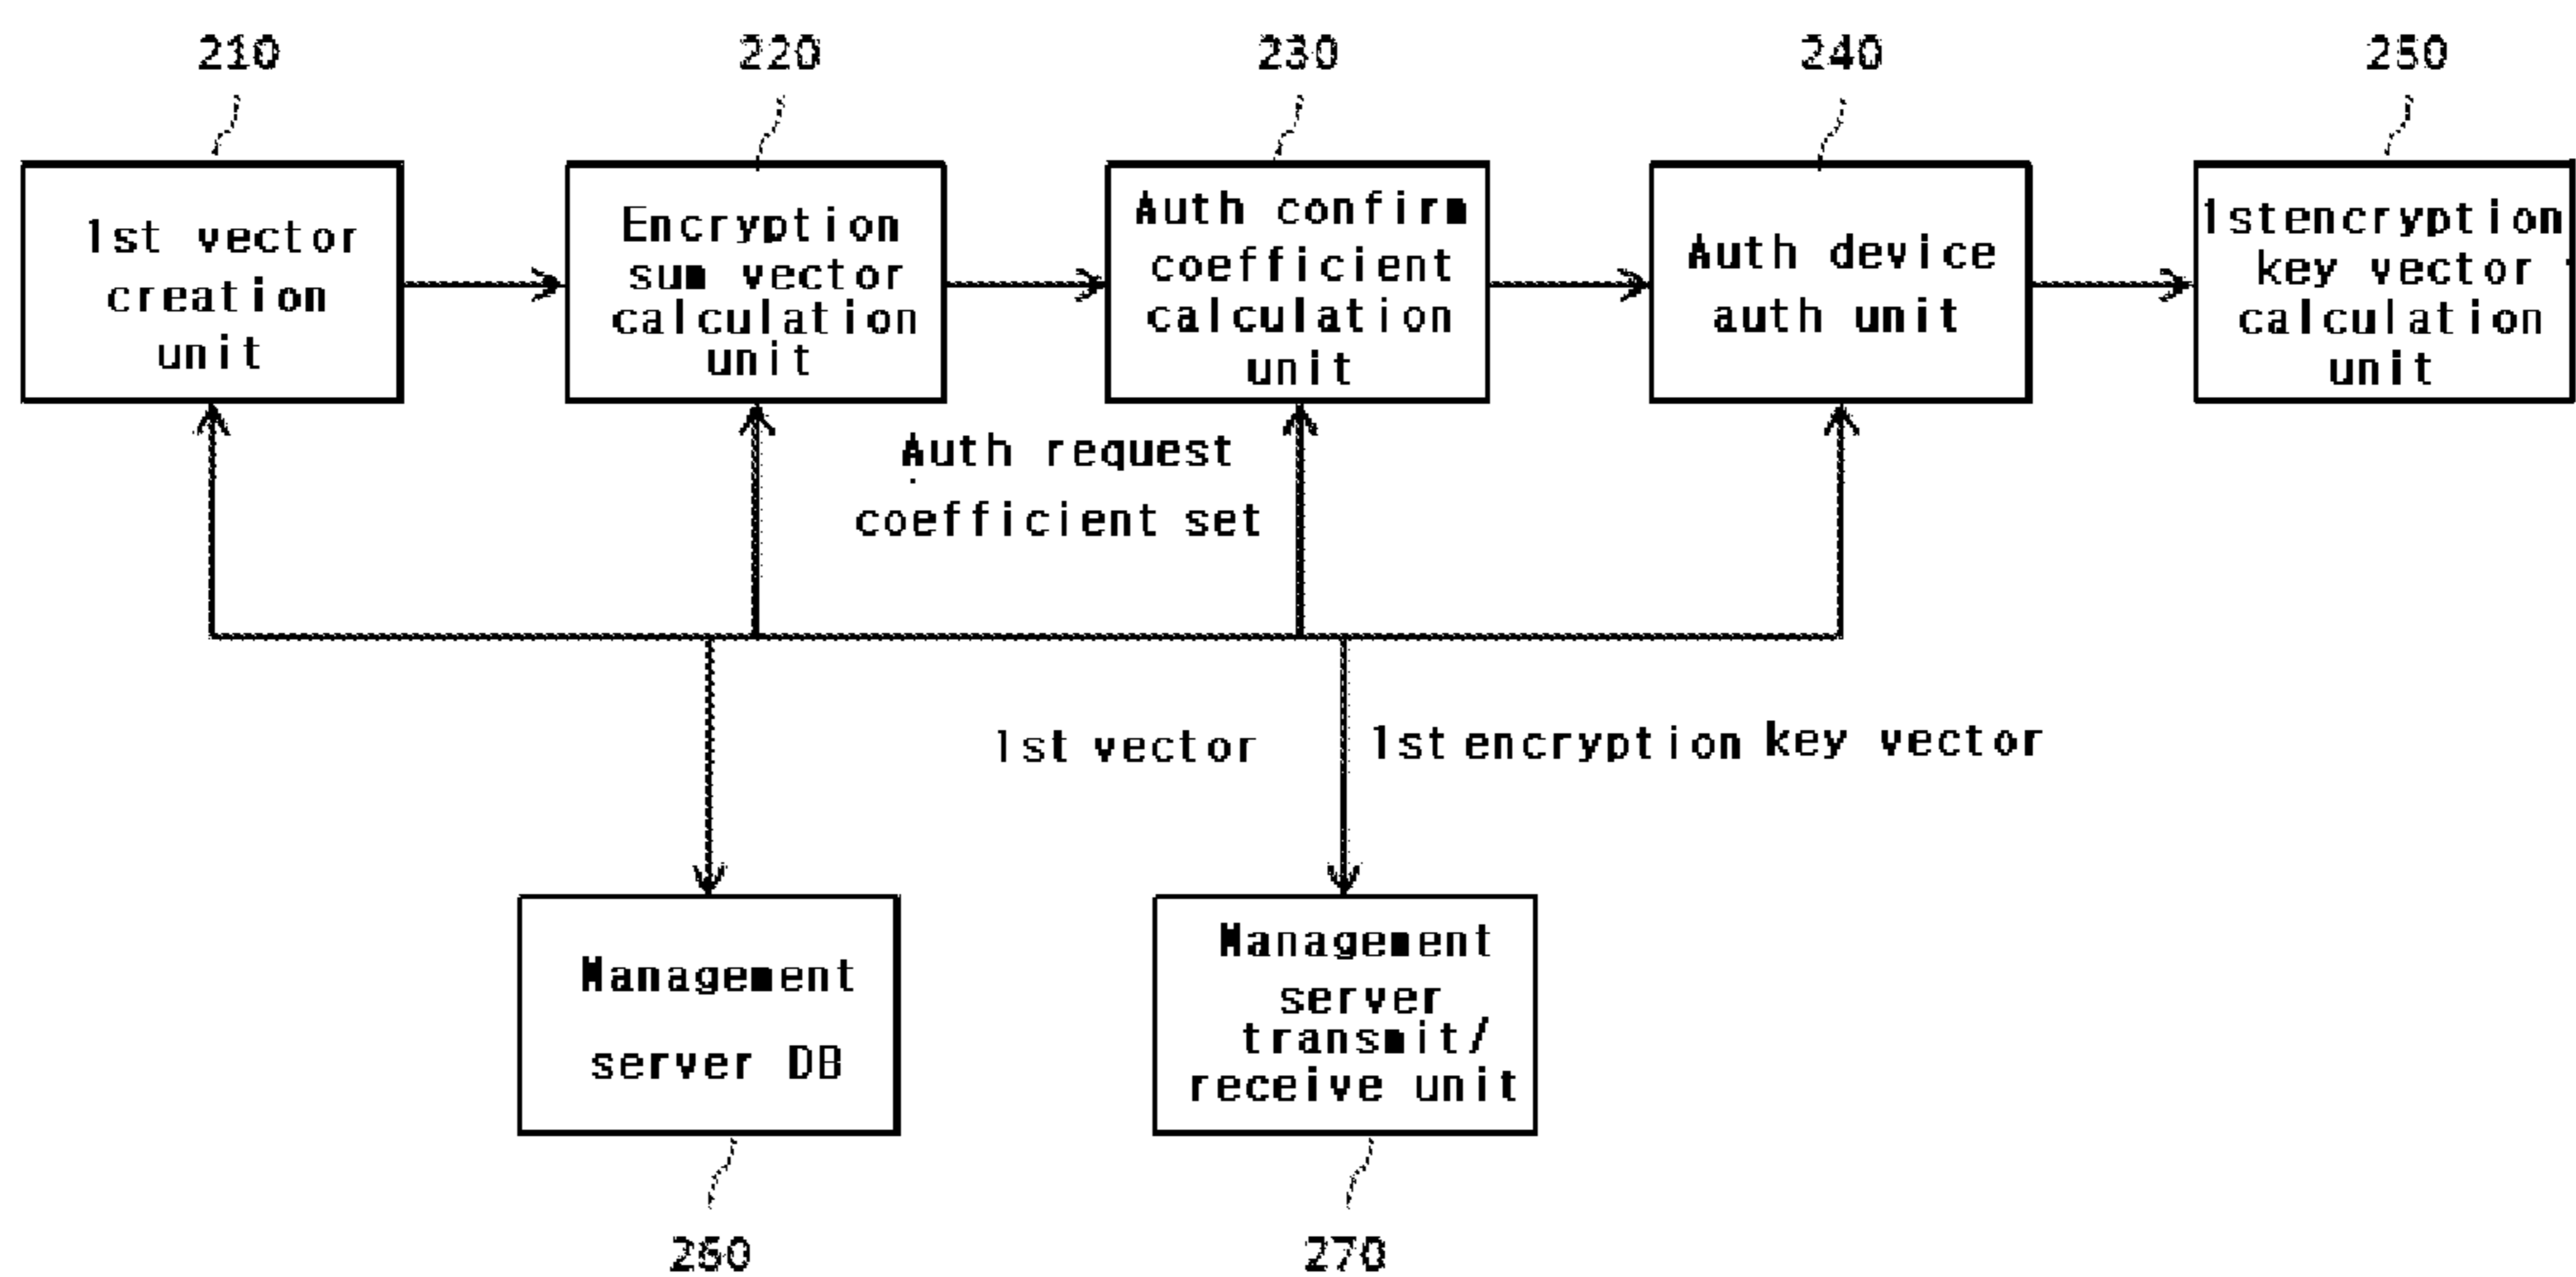 210
220
230
240
250
1st vector
creation
unit
Encryption
sum vector
calculation
unit
Auth confirm
coefficient
calculation
unit
Auth device
auth unit
1st encryption
key vector
calculation
unit
Auth request
coefficient set
1st vector
1st encryption key vector
Management
server DB
Management
server
transmit/
receive unit
260
270